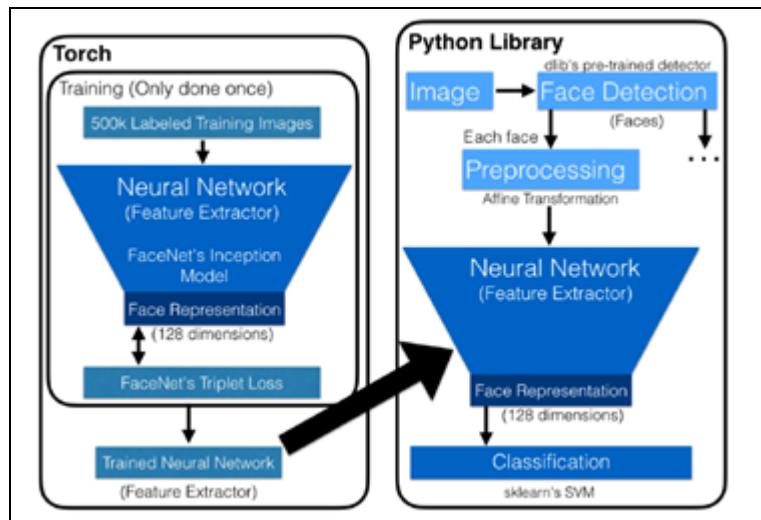 Torch
Training (Only done once)
500k Labeled Training Images
Neural Network
(Feature Extractor)
FaceNet's Inception
Model
Face Representation
(128 dimensions)
FaceNet's Triplet Loss
Trained Neural Network
(Feature Extractor)
Python Library
dlib's pre-trained detector
Image
Face Detection
(Faces)
Each face
...
Preprocessing
Affine Transformation
Neural Network
(Feature Extractor)
Face Representation
(128 dimensions)
Classification
sklearn's SVM